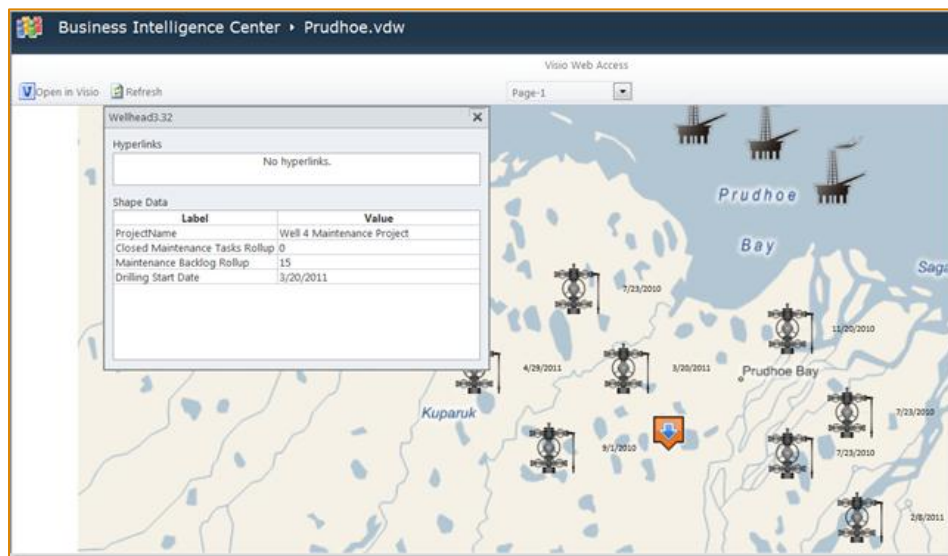 Business Intelligence Center ▸ Prudhoe.vdw
Visio Web Access
Open in Visio Refresh Page-1
Wellhead3.32
Hyperlinks
No hyperlinks.
Shape Data
Label Value
ProjectName Well 4 Maintenance Project
Closed Maintenance Tasks Rollup 0
Maintenance Backlog Rollup 15
Drilling Start Date 3/20/2011
Prudhoe
Bay
Saga
7/23/2010
11/20/2010
4/29/2011
3/20/2011
Prudhoe Bay
Kuparuk
7/23/2010
9/1/2010
7/23/2010
2/8/2011